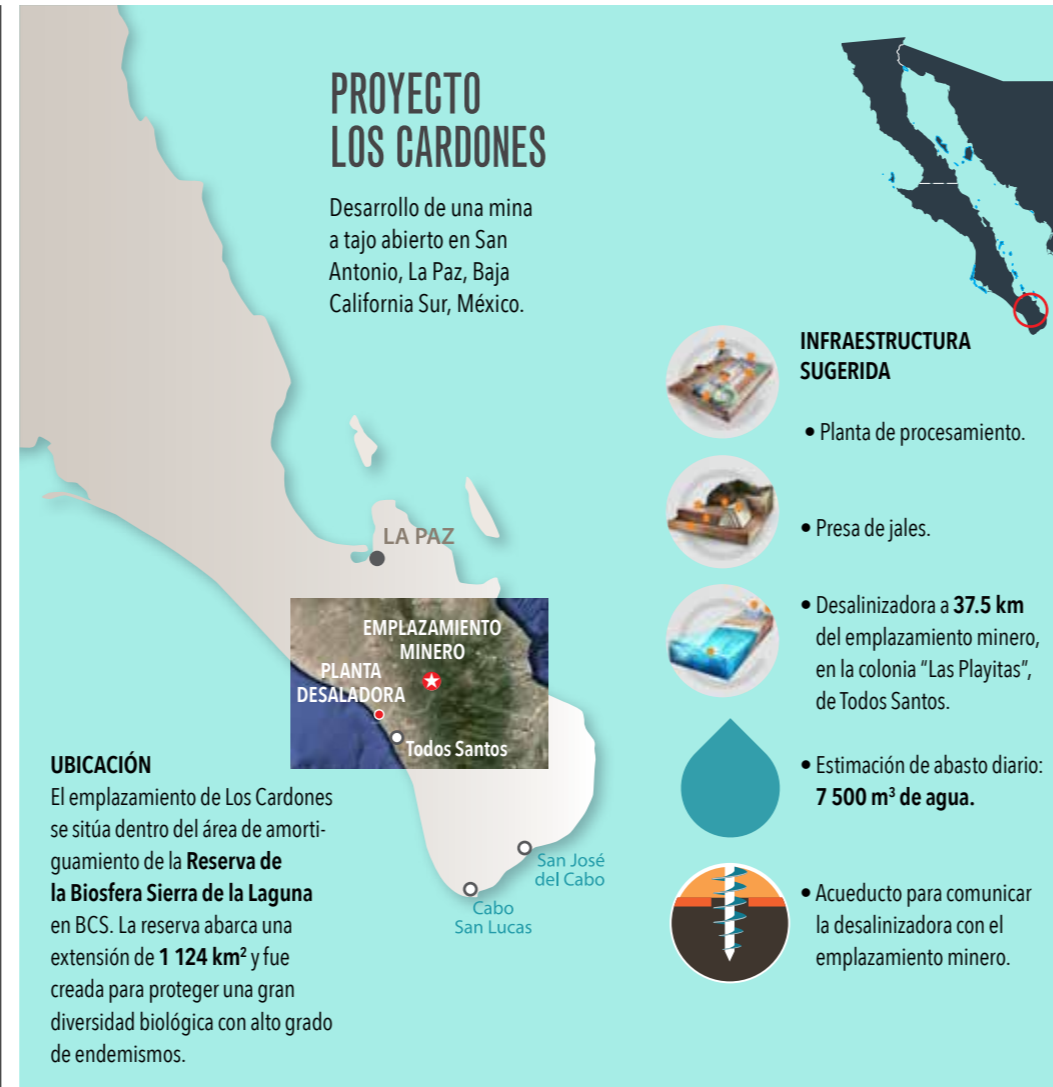 PROYECTO
LOS CARDONES
Desarrollo de una mina
a tajo abierto en San
Antonio, La Paz, Baja
California Sur, México.
LA PAZ
EMPLAZAMIENTO
MINERO
PLANTA
DESALADORA
Todos Santos
San José
del Cabo
Cabo
San Lucas
UBICACIÓN
El emplazamiento de Los Cardones
se sitúa dentro del área de amorti-
guamiento de la Reserva de
la Biosfera Sierra de la Laguna
en BCS. La reserva abarca una
extensión de 1 124 km² y fue
creada para proteger una gran
diversidad biológica con alto grado
de endemismos.
INFRAESTRUCTURA
SUGERIDA
• Planta de procesamiento.
• Presa de jales.
• Desalinizadora a 37.5 km
del emplazamiento minero,
en la colonia “Las Playitas”,
de Todos Santos.
• Estimación de abasto diario:
7 500 m³ de agua.
• Acueducto para comunicar
la desalinizadora con el
emplazamiento minero.